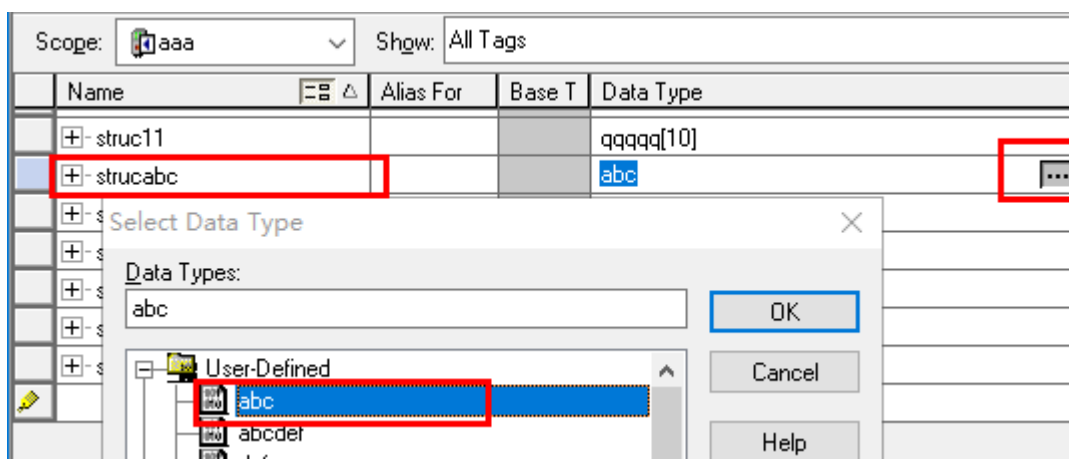 Scope: aaa Show: All Tags
Name Alias For Base T Data Type
struc11 qqqqq[10]
strucabc abc
Select Data Type
Data Types:
abc
OK
User-Defined
Cancel
abc
abcdef
Help